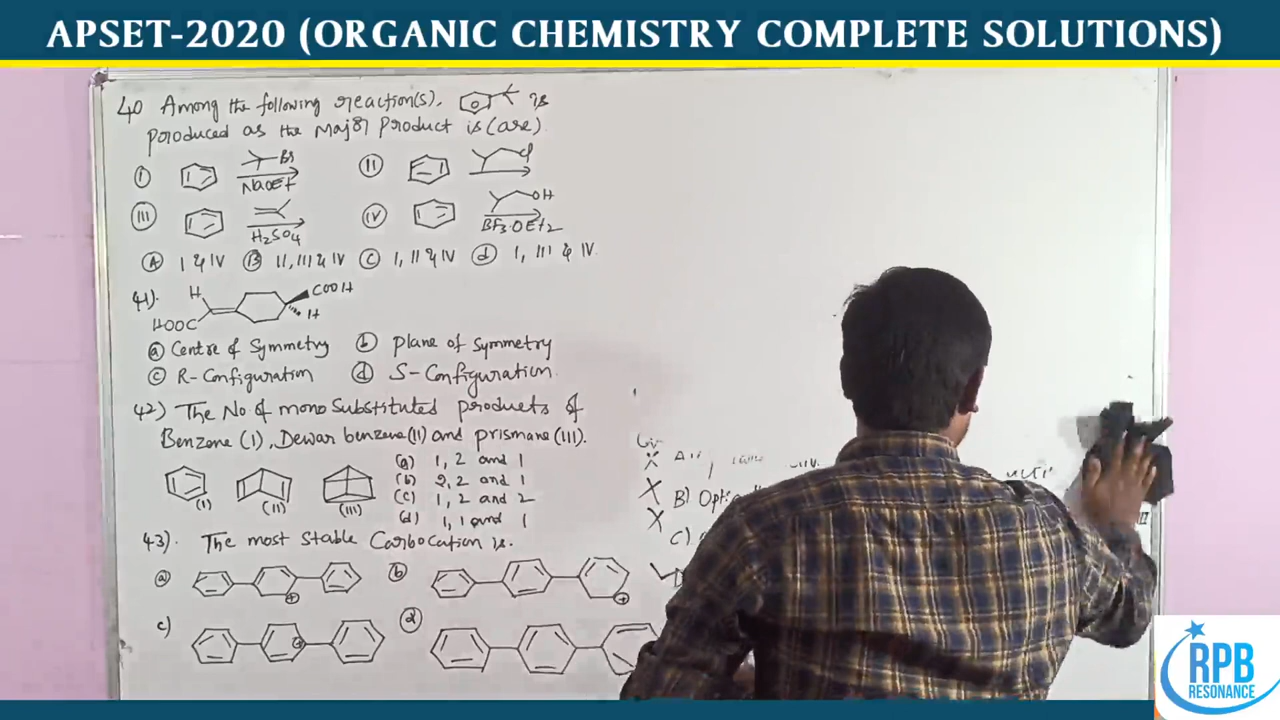 APSET-2020 (ORGANIC CHEMISTRY COMPLETE SOLUTIONS)
40 Among the following reaction(s), is
produced as the Major Product is (are).
I Br NaOEt II Cl
III H2SO4 IV OH BF3OEt2
A I & IV B II, III & IV C I, II & IV d I, III & IV.
41). H HOOC COOH H
a Centre of Symmetry b plane of symmetry
c R-Configuration d S-Configuration.
42) The No of mono Substituted products of
Benzene (I), Dewar benzene (II) and prismane (III).
(I) (II) (III)
(a) 1, 2 and 1
(b) 2, 2 and 1
(c) 1, 2 and 2
(d) 1, 1 and 1
43). The most stable Carbocation is.
a + b +
c) + d
X
X B)
X C)
RPB
RESONANCE